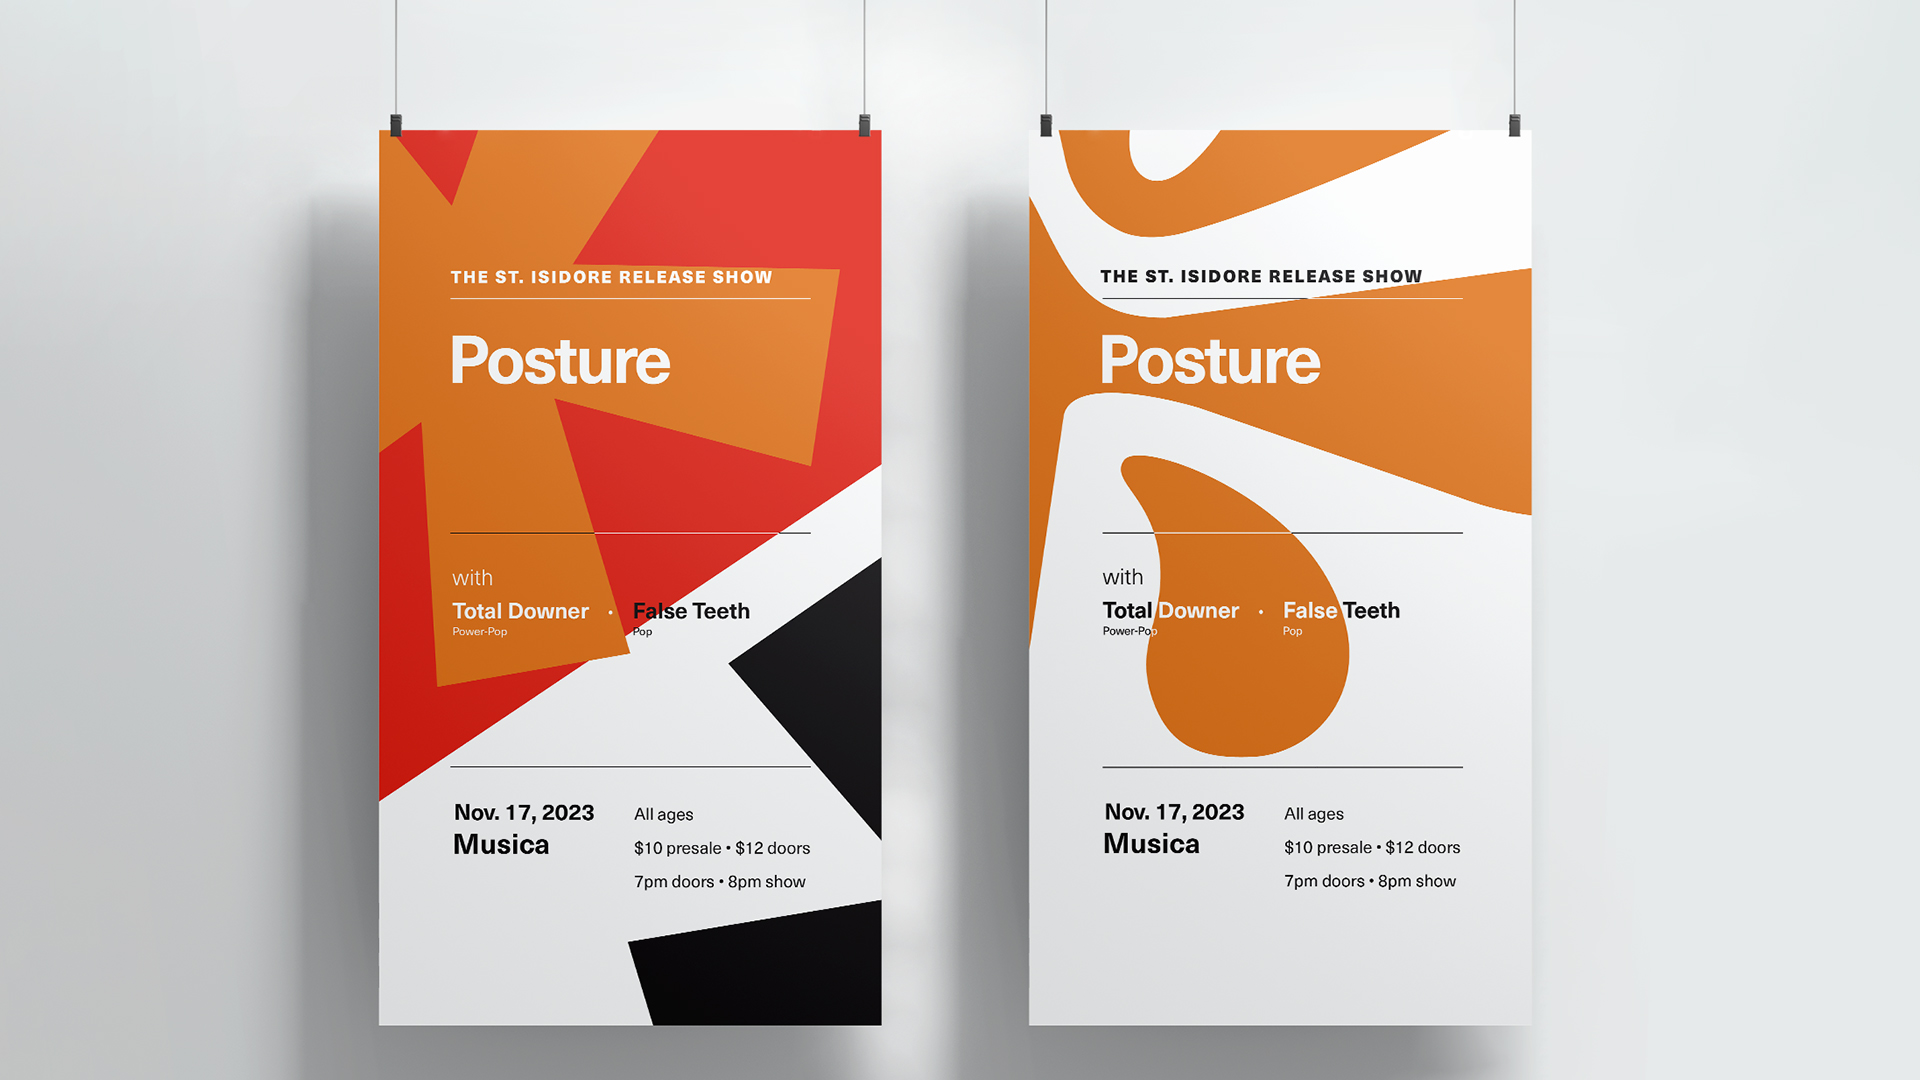 THE ST. ISIDORE RELEASE SHOW
Posture
with
Total Downer • False Teeth
Power-Pop Pop
Nov. 17, 2023
Musica
All ages
$10 presale • $12 doors
7pm doors • 8pm show
THE ST. ISIDORE RELEASE SHOW
Posture
with
Total Downer • False Teeth
Power-Pop Pop
Nov. 17, 2023
Musica
All ages
$10 presale • $12 doors
7pm doors • 8pm show